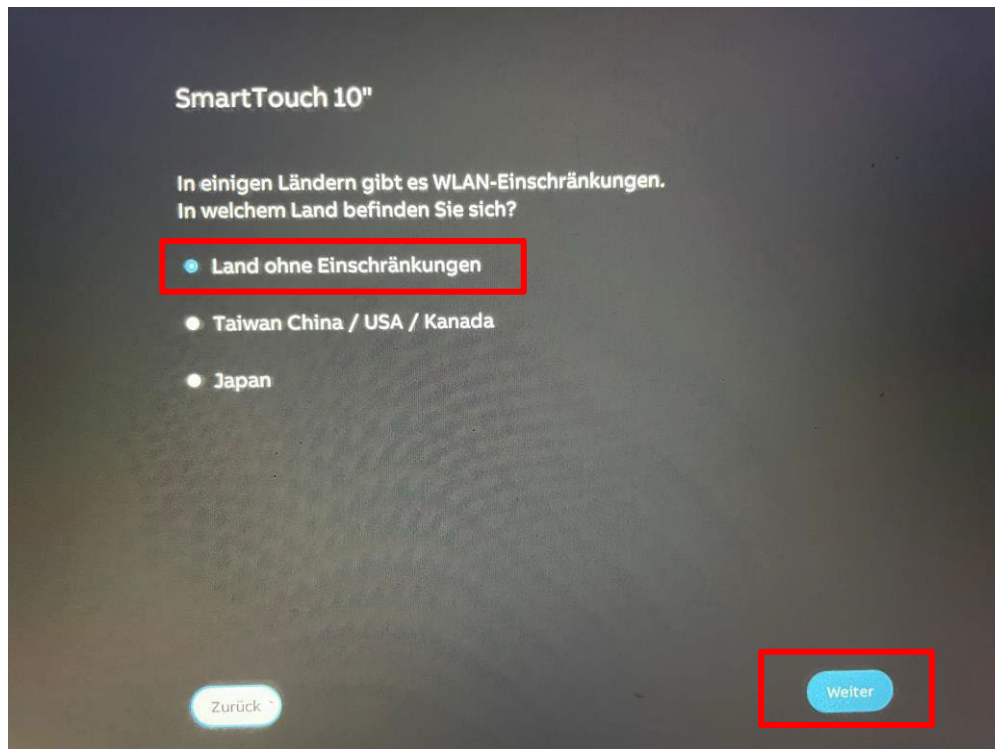 SmartTouch 10"
In einigen Ländern gibt es WLAN-Einschränkungen.
In welchem Land befinden Sie sich?
Land ohne Einschränkungen
Taiwan China / USA / Kanada
Japan
Zurück
Weiter